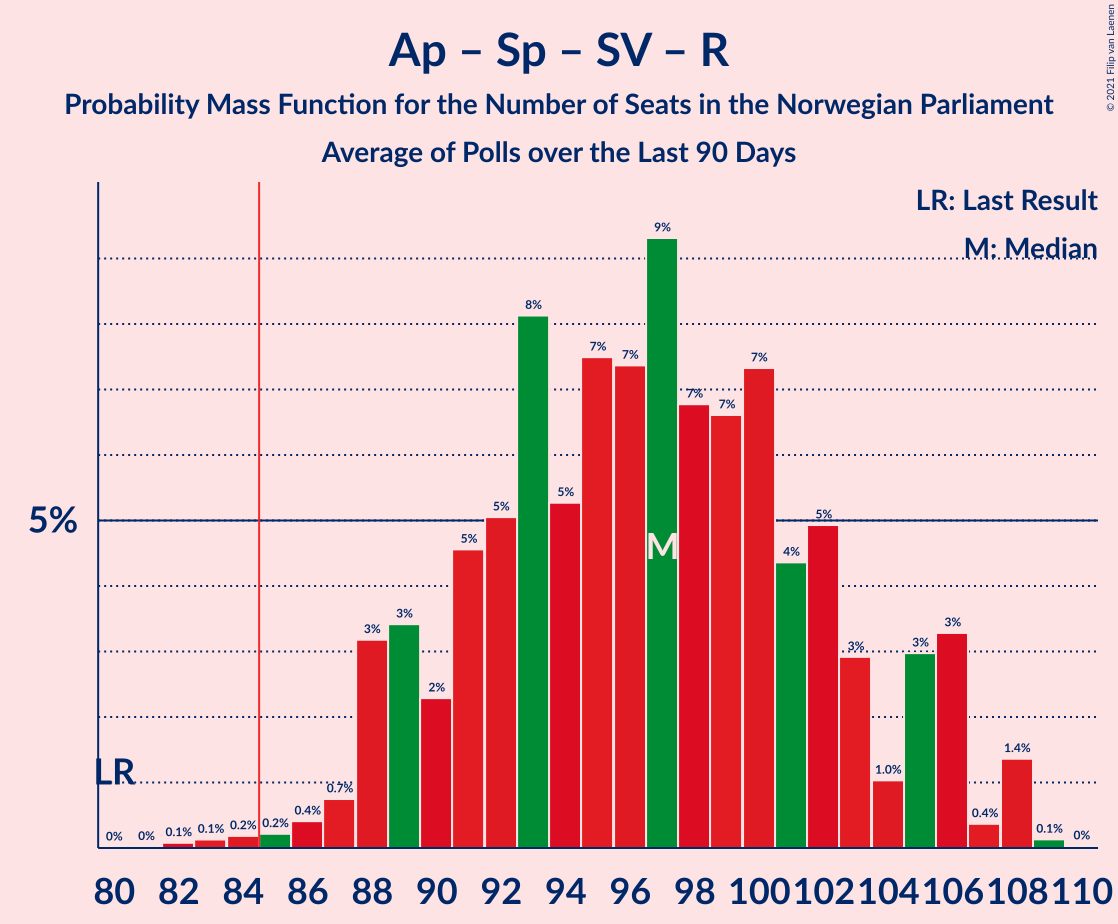 Ap – Sp – SV – R
Probability Mass Function for the Number of Seats in the Norwegian Parliament
Average of Polls over the Last 90 Days
© 2021 Filip van Laenen
LR: Last Result
M: Median
5%
LR
M
0% 0% 0.1% 0.1% 0.2% 0.2% 0.4% 0.7% 3% 3% 2% 5% 5% 8% 5% 7% 7% 9% 7% 7% 7% 4% 5% 3% 1.0% 3% 3% 0.4% 1.4% 0.1% 0%
80 82 84 86 88 90 92 94 96 98 100 102 104 106 108 110